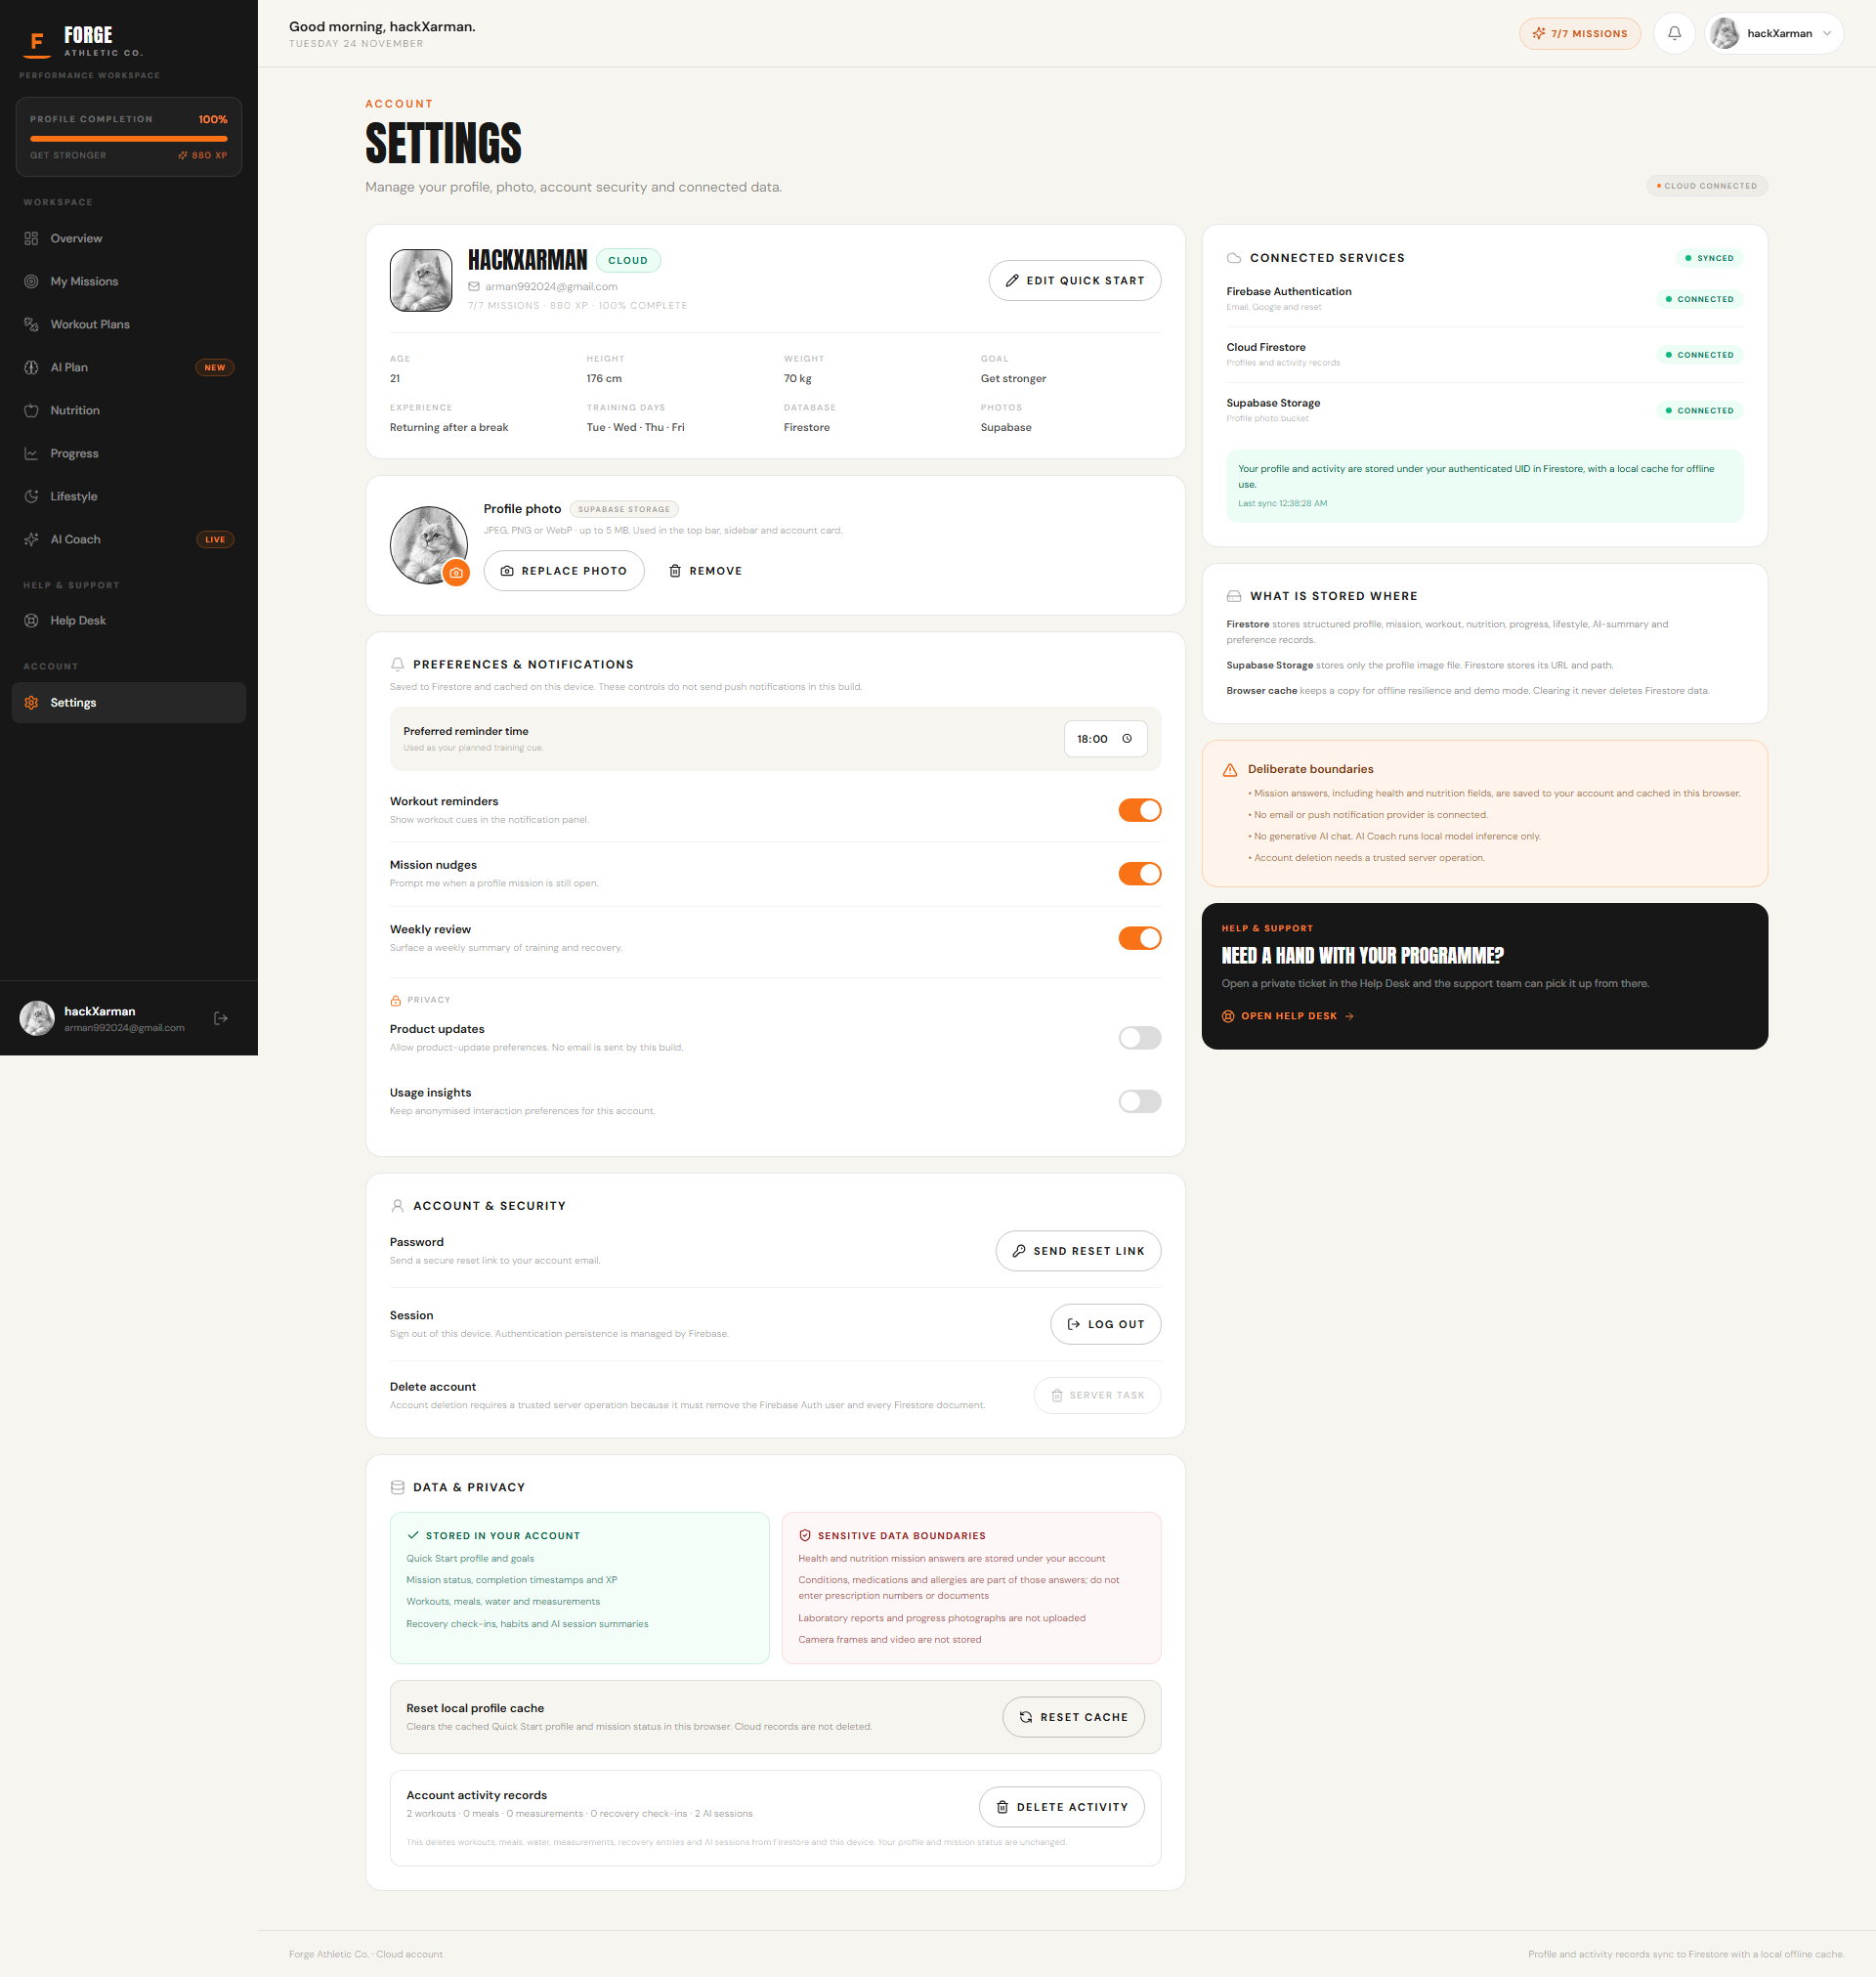 F
FORGE
ATHLETIC CO.
PERFORMANCE WORKSPACE
PROFILE COMPLETION 100%
GET STRONGER 880 XP
WORKSPACE
Overview
My Missions
Workout Plans
AI Plan NEW
Nutrition
Progress
Lifestyle
AI Coach LIVE
HELP & SUPPORT
Help Desk
ACCOUNT
Settings
hackXarman
arman992024@gmail.com
Good morning, hackXarman.
TUESDAY 24 NOVEMBER
7/7 MISSIONS
hackXarman
ACCOUNT
SETTINGS
Manage your profile, photo, account security and connected data.
CLOUD CONNECTED
HACKXARMAN CLOUD
arman992024@gmail.com
7/7 MISSIONS · 880 XP · 100% COMPLETE
EDIT QUICK START
AGE HEIGHT WEIGHT GOAL
21 176 cm 70 kg Get stronger
EXPERIENCE TRAINING DAYS DATABASE PHOTOS
Returning after a break Tue · Wed · Thu · Fri Firestore Supabase
Profile photo SUPABASE STORAGE
JPEG, PNG or WebP · up to 5 MB. Used in the top bar, sidebar and account card.
REPLACE PHOTO REMOVE
PREFERENCES & NOTIFICATIONS
Saved to Firestore and cached on this device. These controls do not send push notifications in this build.
Preferred reminder time
Used as your planned training cue.
18:00
Workout reminders
Show workout cues in the notification panel.
Mission nudges
Prompt me when a profile mission is still open.
Weekly review
Surface a weekly summary of training and recovery.
PRIVACY
Product updates
Allow product-update preferences. No email is sent by this build.
Usage insights
Keep anonymised interaction preferences for this account.
ACCOUNT & SECURITY
Password
Send a secure reset link to your account email.
SEND RESET LINK
Session
Sign out of this device. Authentication persistence is managed by Firebase.
LOG OUT
Delete account
Account deletion requires a trusted server operation because it must remove the Firebase Auth user and every Firestore document.
SERVER TASK
DATA & PRIVACY
STORED IN YOUR ACCOUNT
Quick Start profile and goals
Mission status, completion timestamps and XP
Workouts, meals, water and measurements
Recovery check-ins, habits and AI session summaries
SENSITIVE DATA BOUNDARIES
Health and nutrition mission answers are stored under your account
Conditions, medications and allergies are part of those answers; do not
enter prescription numbers or documents
Laboratory reports and progress photographs are not uploaded
Camera frames and video are not stored
Reset local profile cache
Clears the cached Quick Start profile and mission status in this browser. Cloud records are not deleted.
RESET CACHE
Account activity records
2 workouts · 0 meals · 0 measurements · 0 recovery check-ins · 2 AI sessions
DELETE ACTIVITY
This deletes workouts, meals, water, measurements, recovery entries and AI sessions from Firestore and this device. Your profile and mission status are unchanged.
CONNECTED SERVICES SYNCED
Firebase Authentication
Email, Google and reset
CONNECTED
Cloud Firestore
Profiles and activity records
CONNECTED
Supabase Storage
Profile photo bucket
CONNECTED
Your profile and activity are stored under your authenticated UID in Firestore, with a local cache for offline
use.
Last sync 12:38:28 AM
WHAT IS STORED WHERE
Firestore stores structured profile, mission, workout, nutrition, progress, lifestyle, AI-summary and
preference records.
Supabase Storage stores only the profile image file. Firestore stores its URL and path.
Browser cache keeps a copy for offline resilience and demo mode. Clearing it never deletes Firestore data.
Deliberate boundaries
• Mission answers, including health and nutrition fields, are saved to your account and cached in this browser.
• No email or push notification provider is connected.
• No generative AI chat. AI Coach runs local model inference only.
• Account deletion needs a trusted server operation.
HELP & SUPPORT
NEED A HAND WITH YOUR PROGRAMME?
Open a private ticket in the Help Desk and the support team can pick it up from there.
OPEN HELP DESK →
Forge Athletic Co. · Cloud account
Profile and activity records sync to Firestore with a local offline cache.